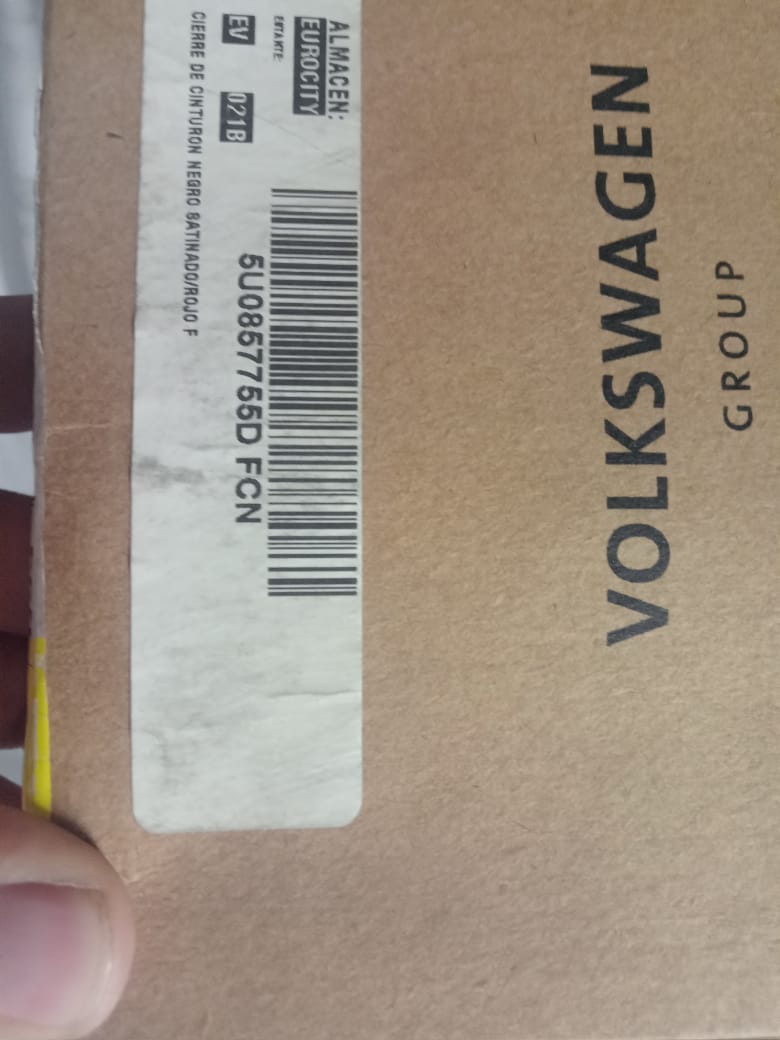 ALMACEN:
EUROCITY
ESTANTE:
EV 021B
5U0857755D FCN
CIERRE DE CINTURON NEGRO SATINADO/ROJO F
VOLKSWAGEN
GROUP